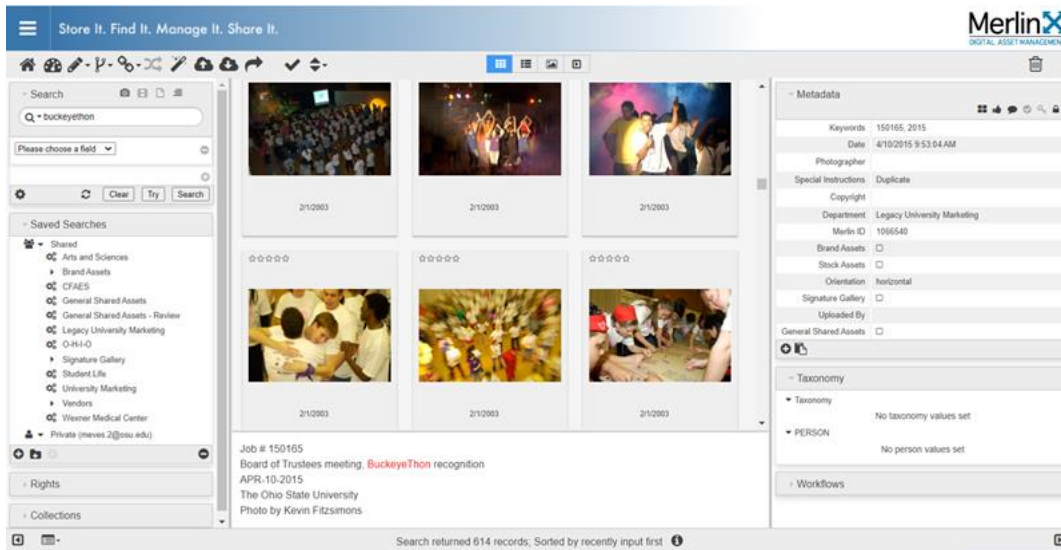 Store It. Find It. Manage It. Share It.
MerlinX
DIGITAL ASSET MANAGEMEN
Search
buckeyethon
Please choose a field
Clear
Try
Search
Saved Searches
Shared
Arts and Sciences
Brand Assets
CFAES
General Shared Assets
General Shared Assets - Review
Legacy University Marketing
O-H-I-O
Signature Gallery
Student Life
University Marketing
Vendors
Wexner Medical Center
Private (meves.2@osu.edu)
Rights
Collections
2/1/2003
2/1/2003
2/1/2003
2/1/2003
2/1/2003
2/1/2003
Job # 150165
Board of Trustees meeting, BuckeyeThon recognition
APR-10-2015
The Ohio State University
Photo by Kevin Fitzsimons
Metadata
Keywords 150165, 2015
Date 4/10/2015 9:53:04 AM
Photographer
Special Instructions Duplicate
Copyright
Department Legacy University Marketing
Merlin ID 1066540
Brand Assets
Stock Assets
Orientation horizontal
Signature Gallery
Uploaded By
General Shared Assets
Taxonomy
Taxonomy
No taxonomy values set
PERSON
No person values set
Workflows
Search returned 614 records; Sorted by recently input first